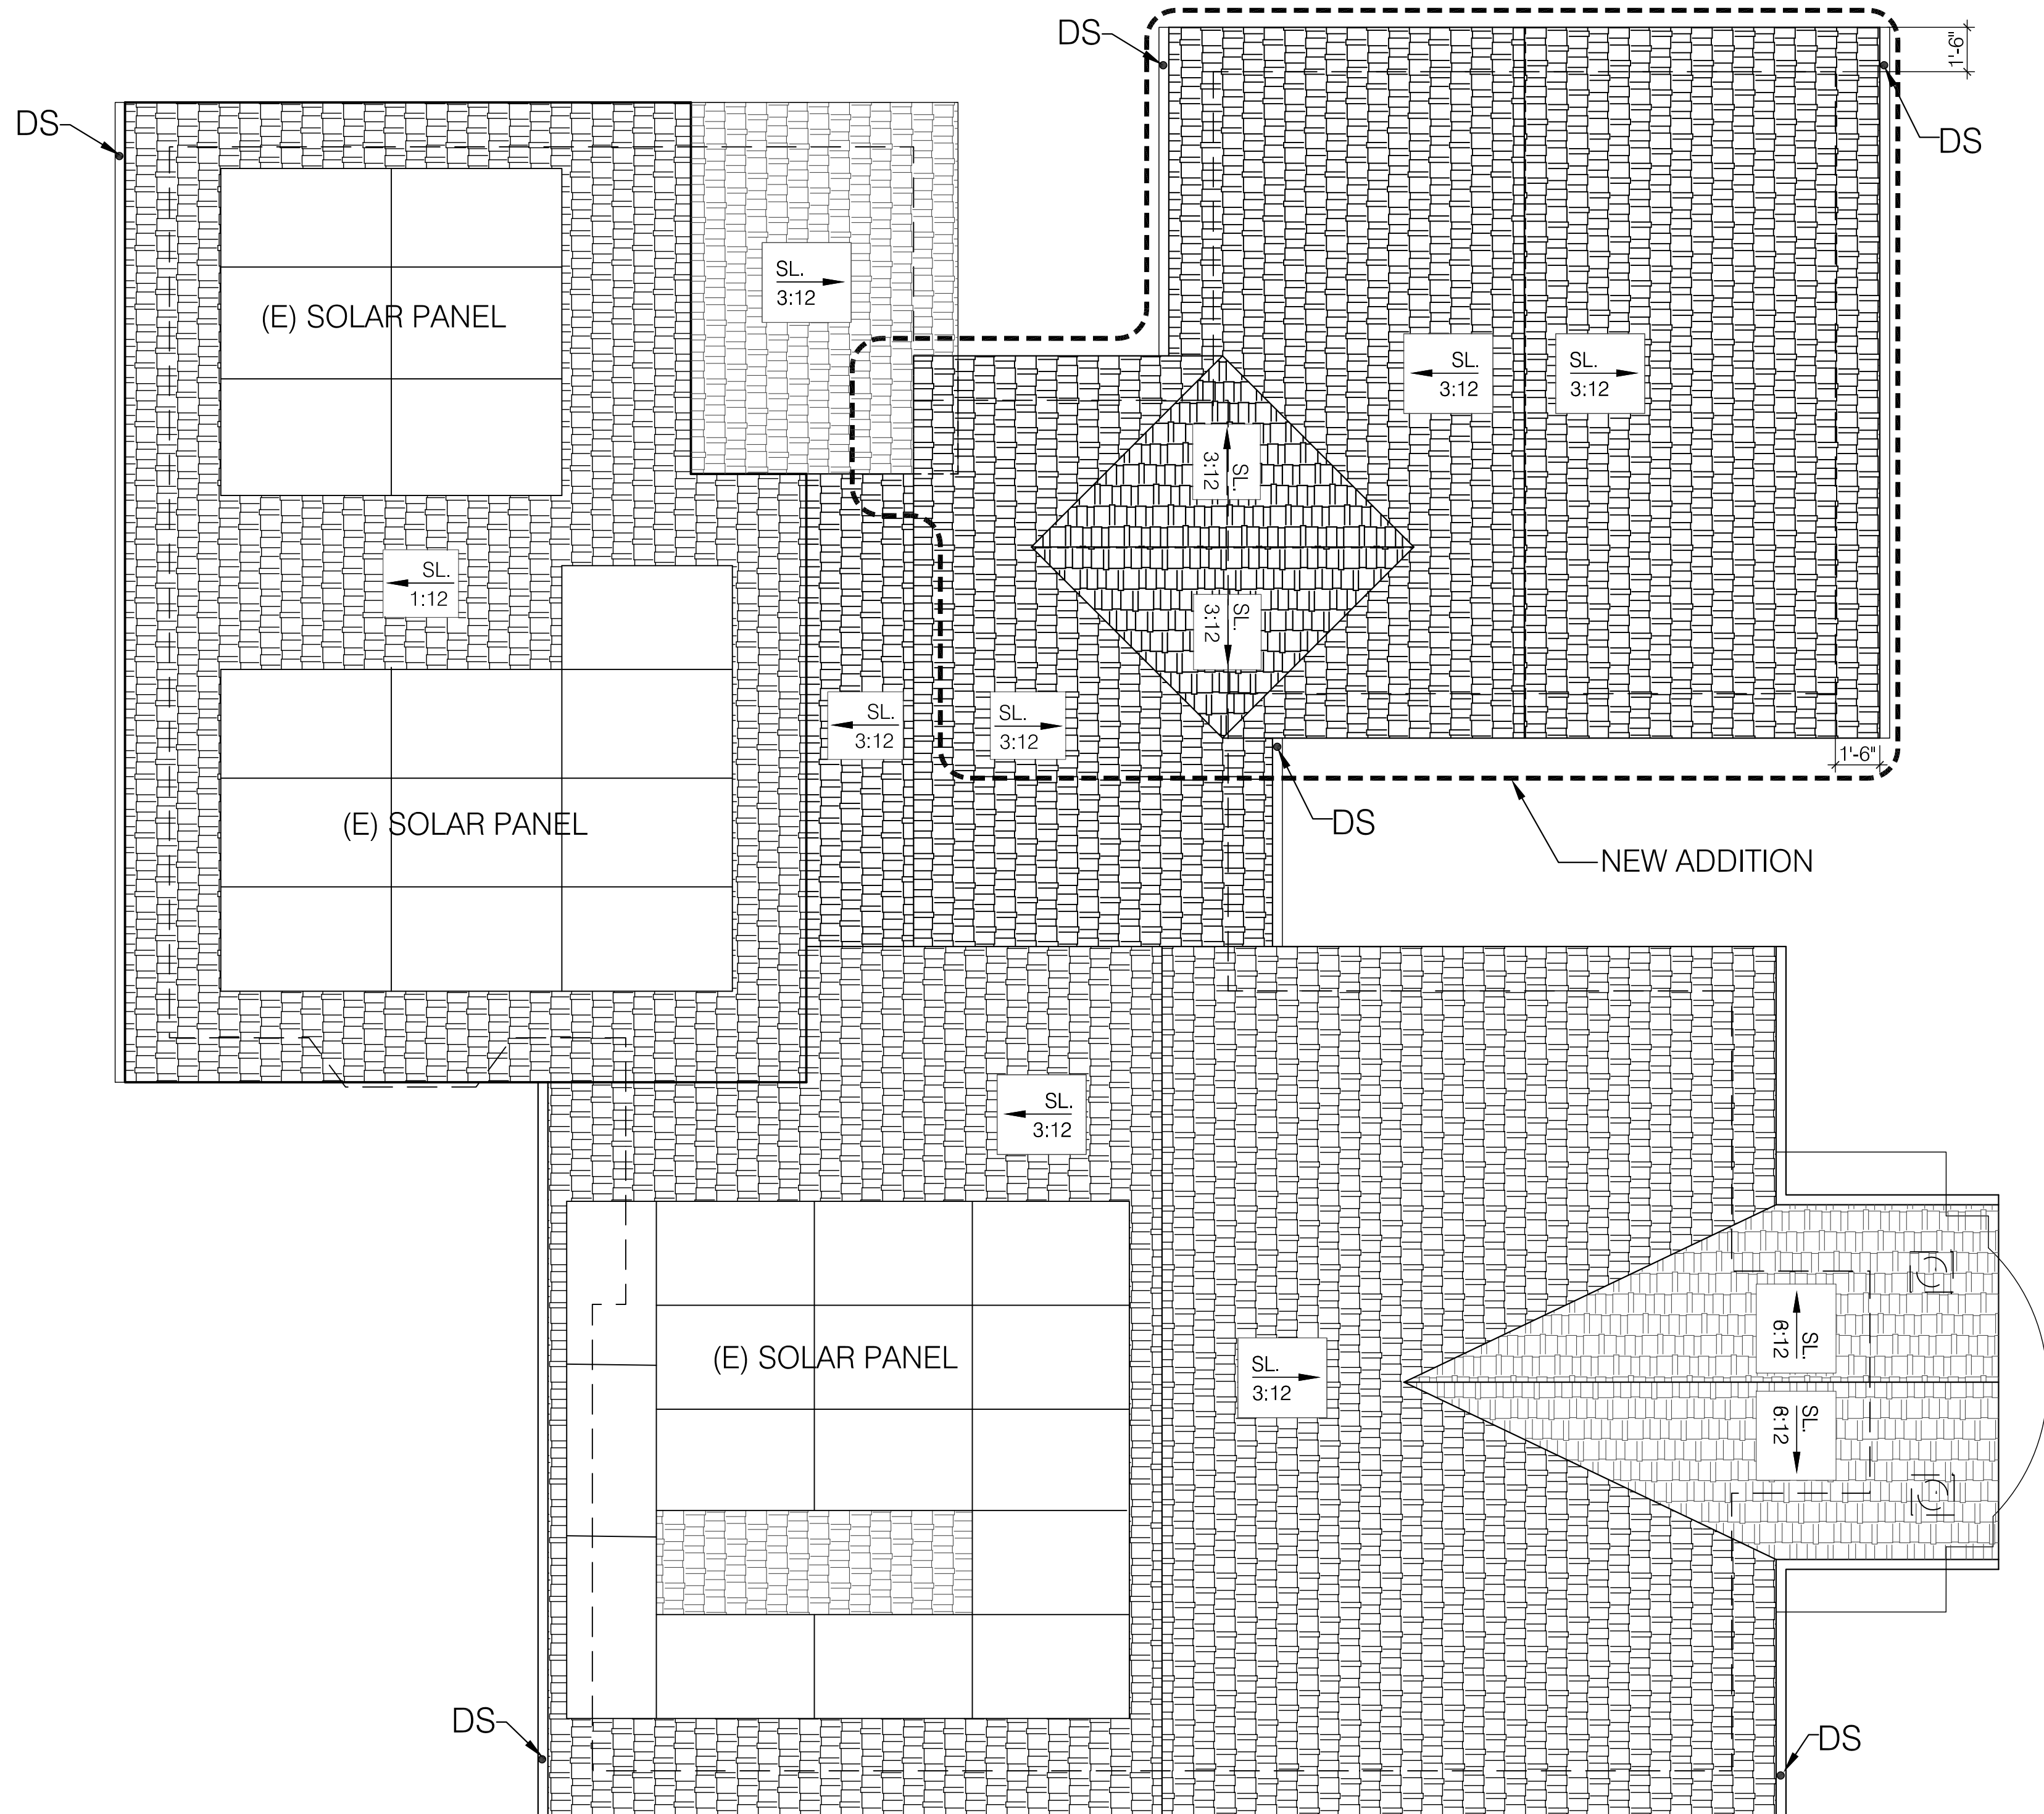 DS
1'-6"
DS
DS
SL.
3:12
(E) SOLAR PANEL
SL.
3:12
SL.
3:12
SL.
3:12
SL.
1:12
SL.
3:12
SL.
3:12
SL.
3:12
1'-6"
(E) SOLAR PANEL
DS
NEW ADDITION
SL.
3:12
SL.
6:12
(E) SOLAR PANEL
SL.
3:12
SL.
6:12
DS
DS